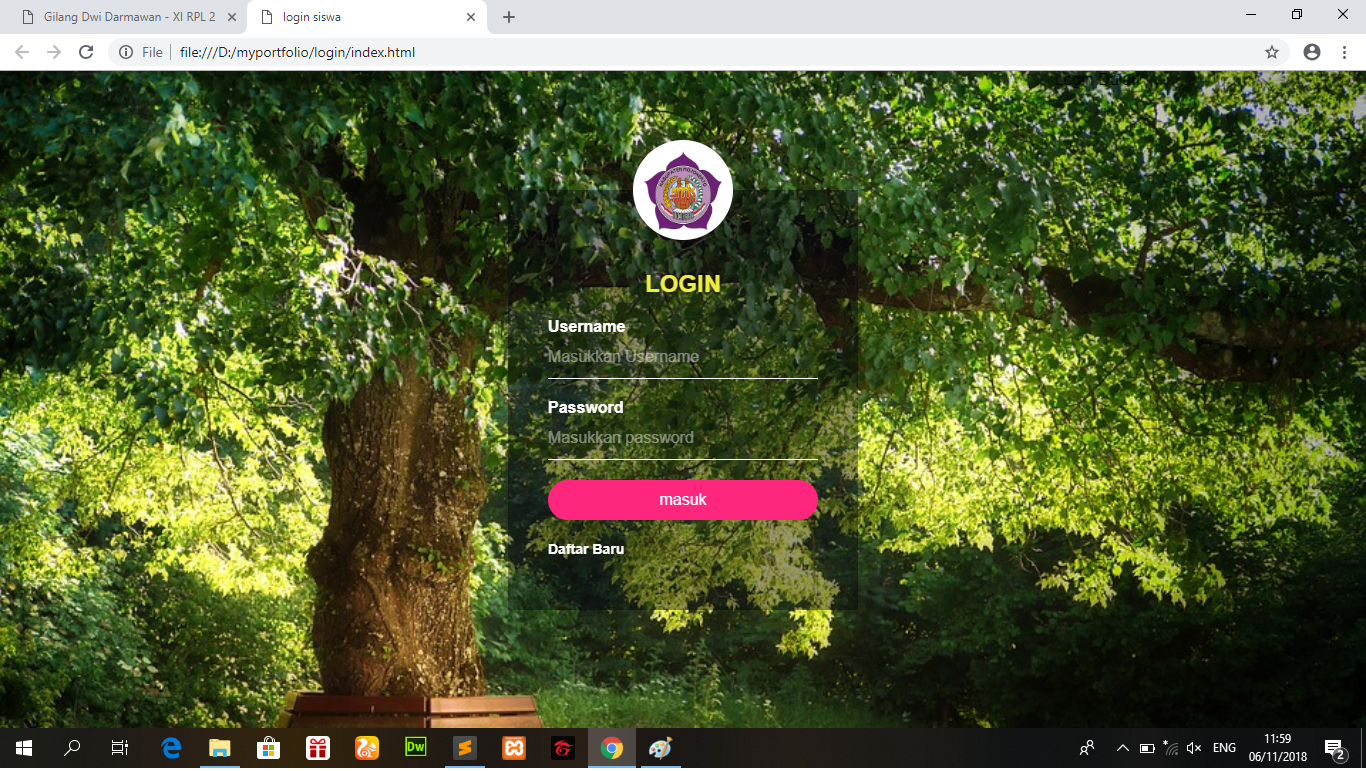 Gilang Dwi Darmawan - XI RPL 2
login siswa
File
file:///D:/myportfolio/login/index.html
LOGIN
Username
Masukkan Username
Password
Masukkan password
masuk
Daftar Baru
Dw
ENG
11:59
06/11/2018
2